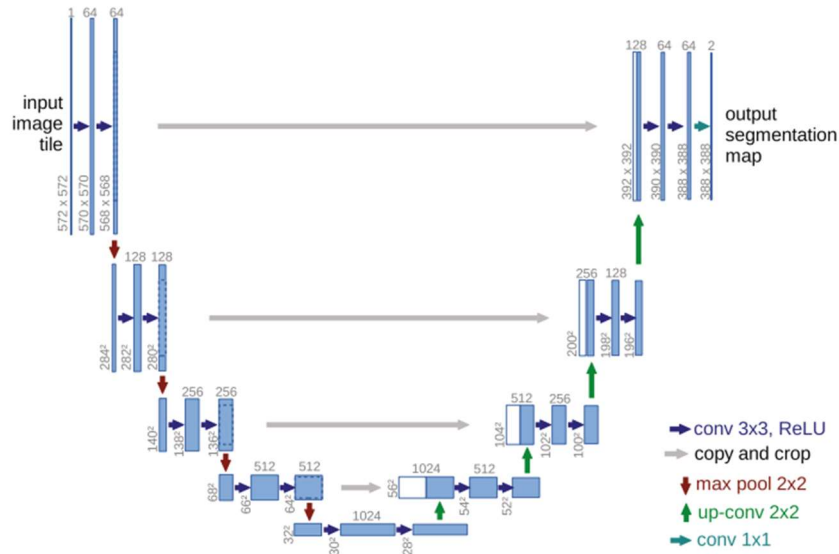 1 64 64
128 64 64 2
input
image
tile
output
segmentation
map
572 x 572
570 x 570
568 x 568
392 x 392
390 x 390
388 x 388
388 x 388
128 128
256 128
284²
282²
280²
200²
198²
196²
256 256
512 256
140²
138²
136²
104²
102²
100²
512 512
1024 512
68²
66²
64²
56²
54²
52²
1024
32²
30²
28²
conv 3x3, ReLU
copy and crop
max pool 2x2
up-conv 2x2
conv 1x1